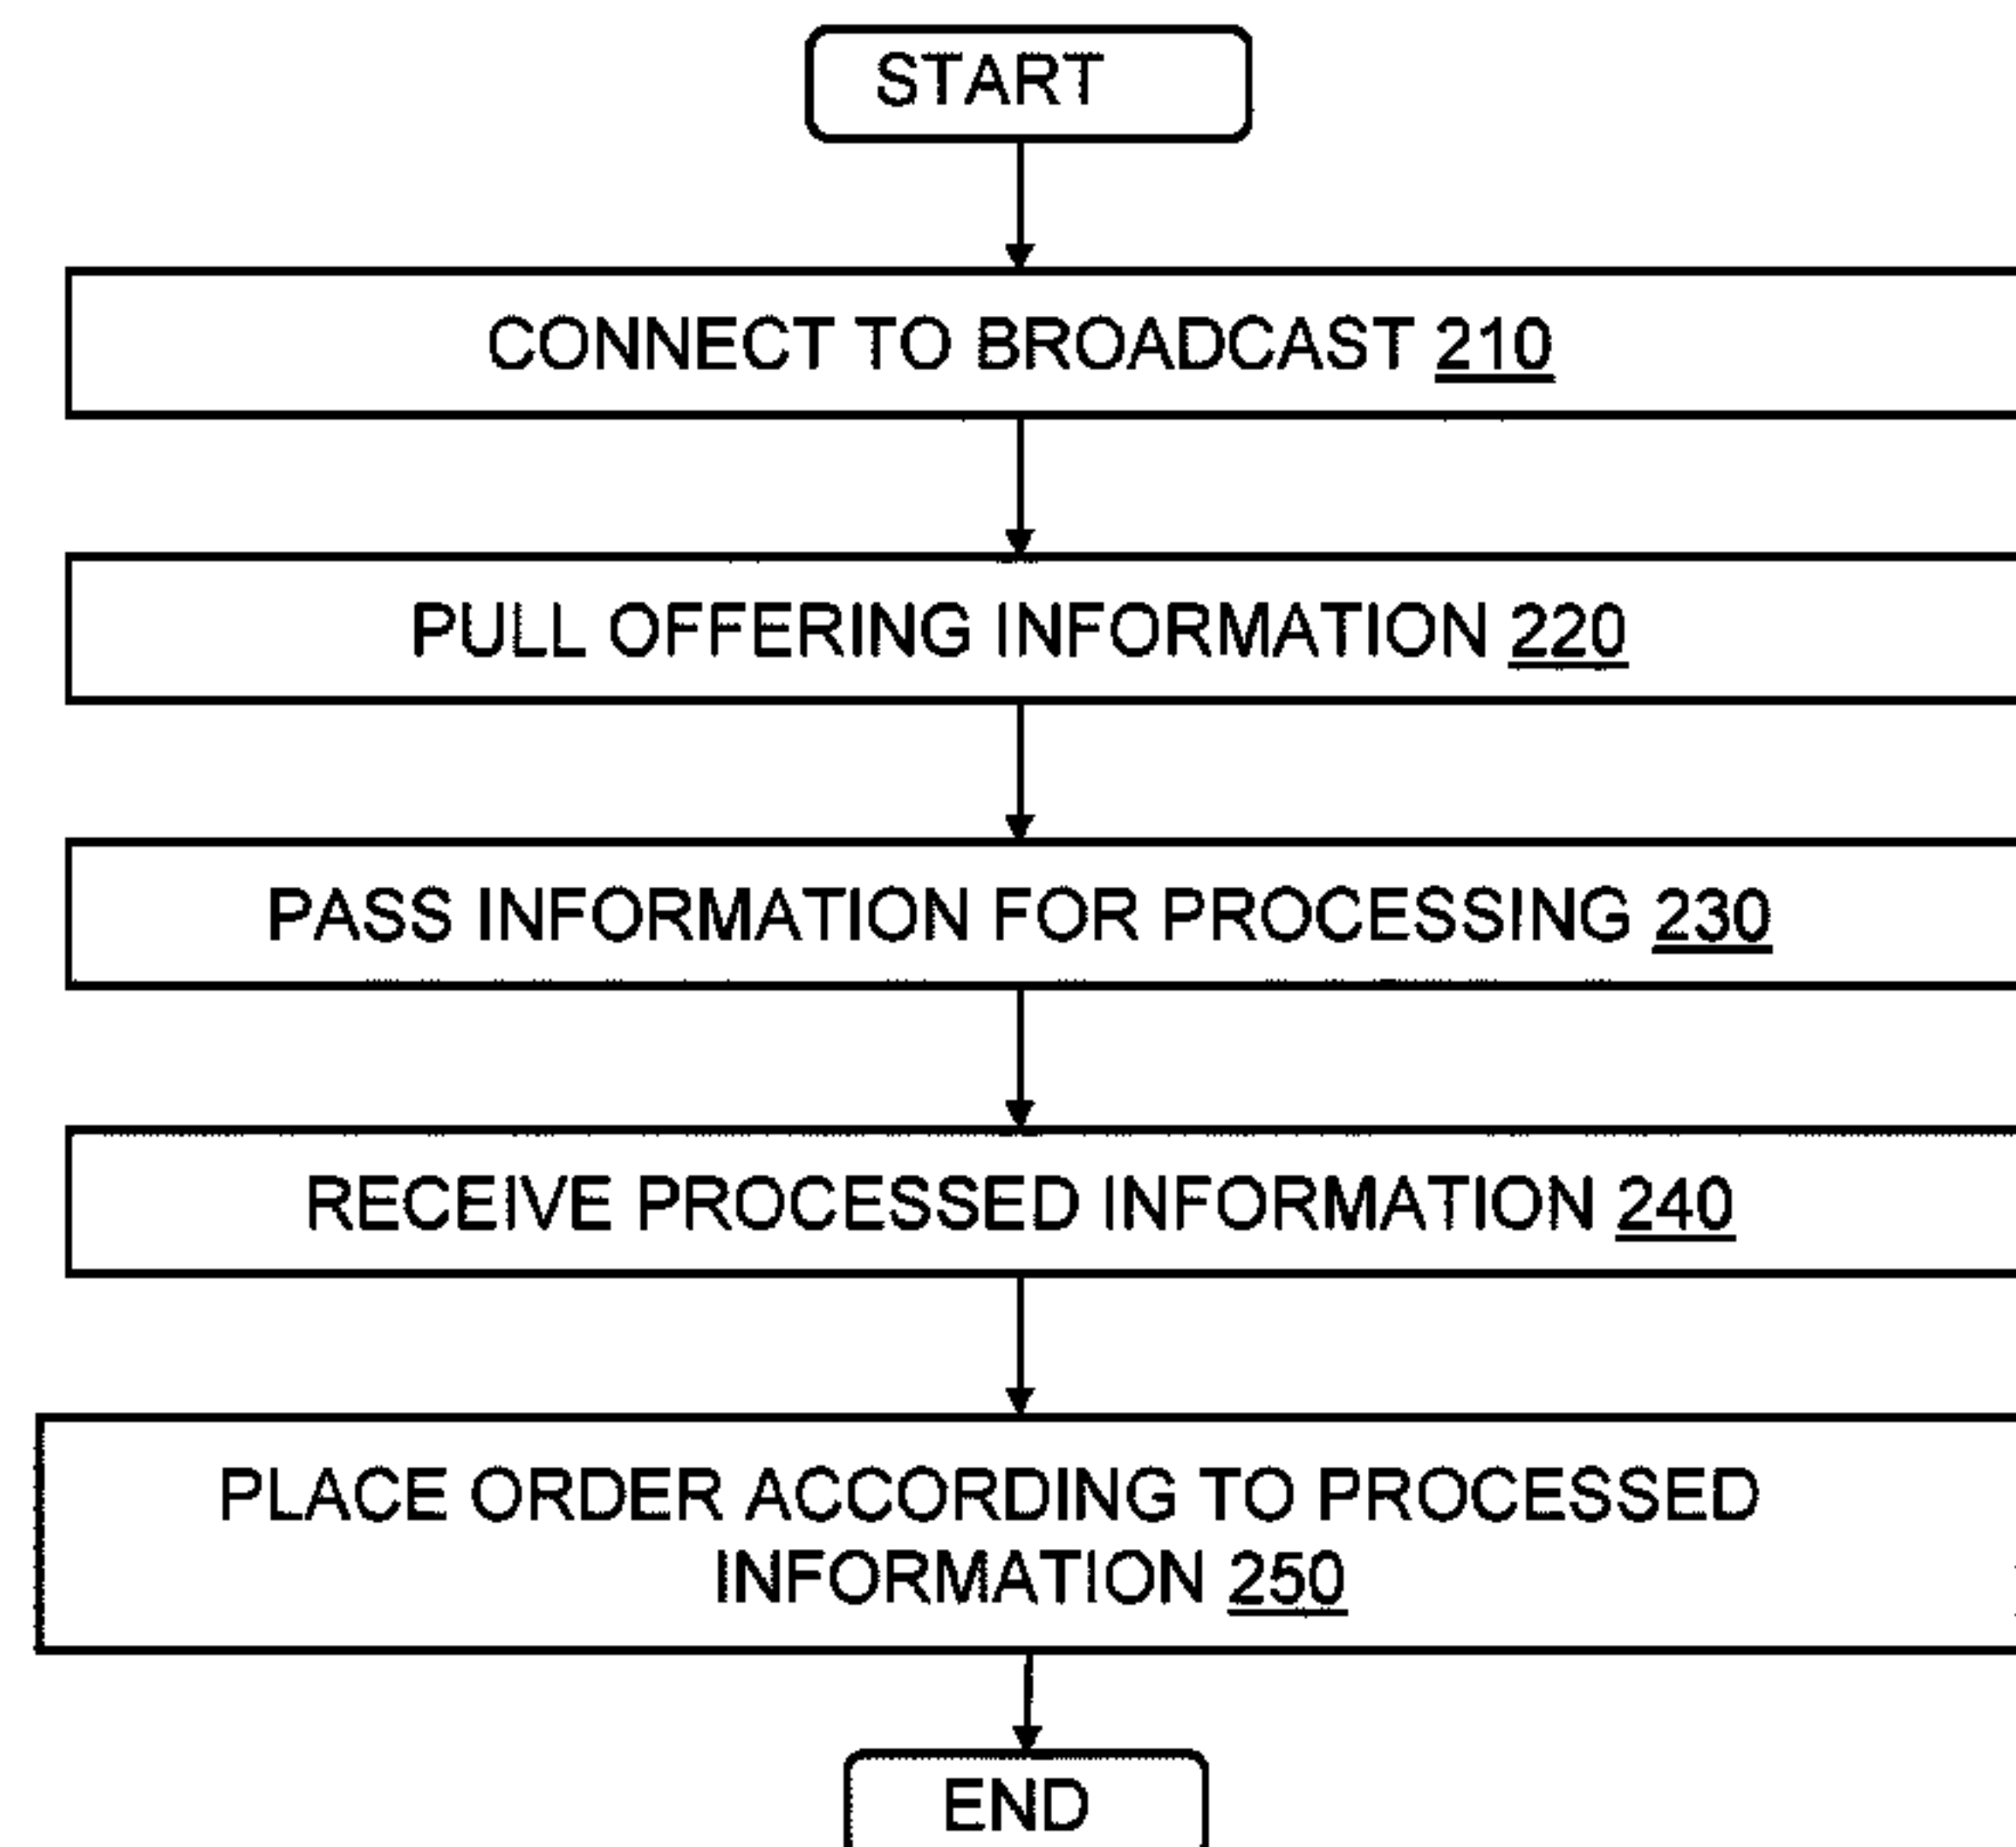 START
CONNECT TO BROADCAST 210
PULL OFFERING INFORMATION 220
PASS INFORMATION FOR PROCESSING 230
RECEIVE PROCESSED INFORMATION 240
PLACE ORDER ACCORDING TO PROCESSED
INFORMATION 250
END